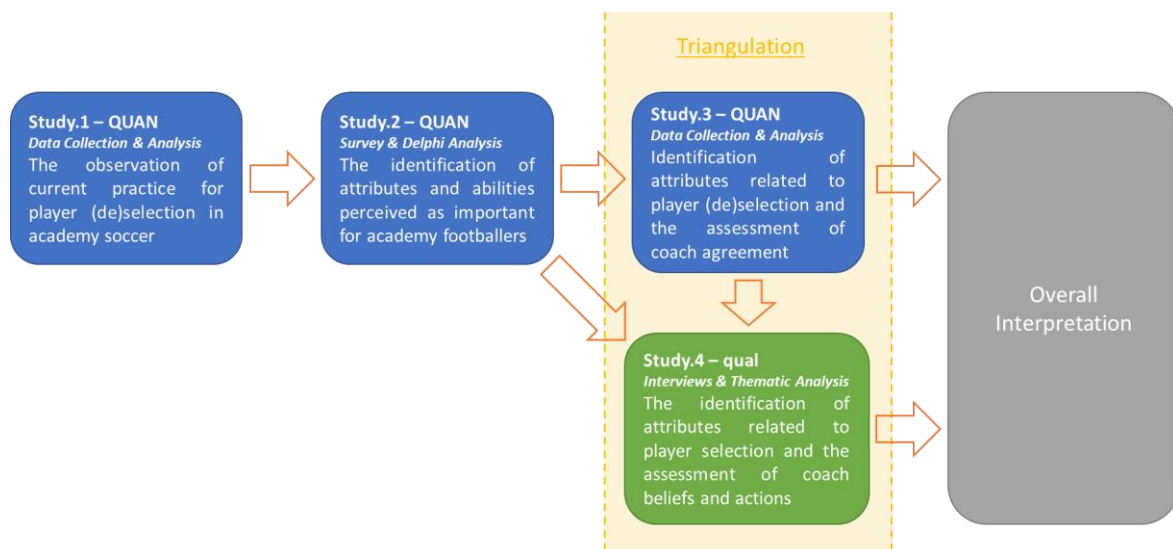 Triangulation
Study.1 – QUAN
Data Collection & Analysis
The observation of
current practice for
player (de)selection in
academy soccer
Study.2 – QUAN
Survey & Delphi Analysis
The identification of
attributes and abilities
perceived as important
for academy footballers
Study.3 – QUAN
Data Collection & Analysis
Identification of
attributes related to
player (de)selection and
the assessment of
coach agreement
Study.4 – qual
Interviews & Thematic Analysis
The identification of
attributes related to
player selection and the
assessment of coach
beliefs and actions
Overall
Interpretation